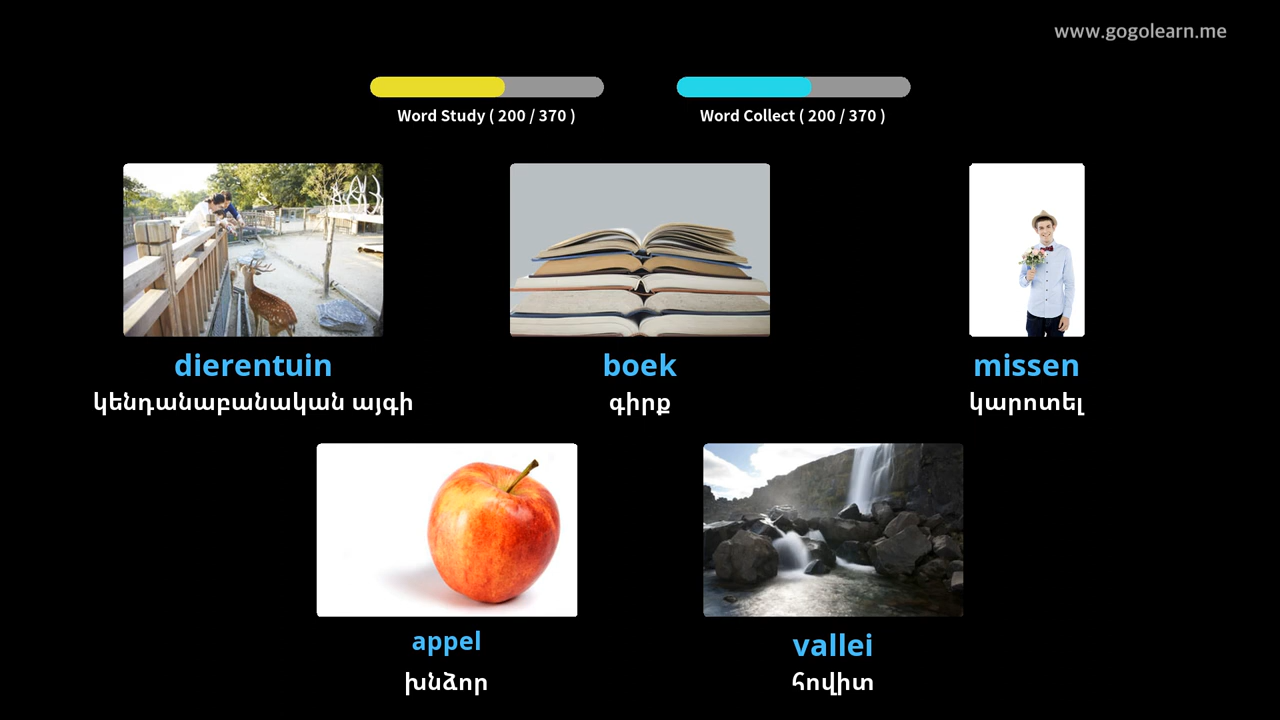 www.gogolearn.me
Word Study ( 200 / 370 )
Word Collect ( 200 / 370 )
dierentuin
կենդանաբանական այգի
boek
գիրք
missen
կարոտել
appel
խնձոր
vallei
հովիտ